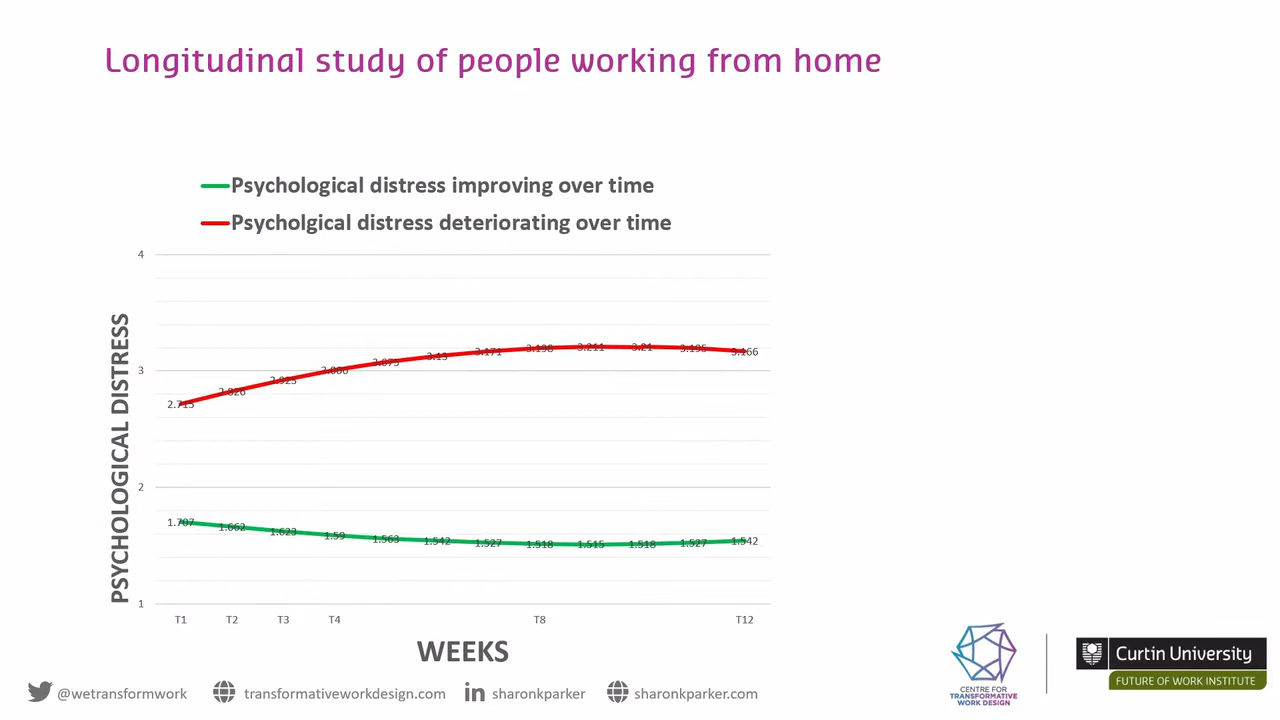 Longitudinal study of people working from home
Psychological distress improving over time
Psycholgical distress deteriorating over time
4
3
2
1
PSYCHOLOGICAL DISTRESS
2.715
2.826
2.923
3.006
3.075
3.13
3.171
3.198
3.211
3.21
3.195
3.166
1.707
1.662
1.623
1.59
1.563
1.542
1.527
1.518
1.515
1.518
1.527
1.542
T1
T2
T3
T4
T8
T12
WEEKS
@wetransformwork
transformativeworkdesign.com
in sharonkparker
sharonkparker.com
CENTRE FOR
TRANSFORMATIVE
WORK DESIGN
Curtin University
FUTURE OF WORK INSTITUTE